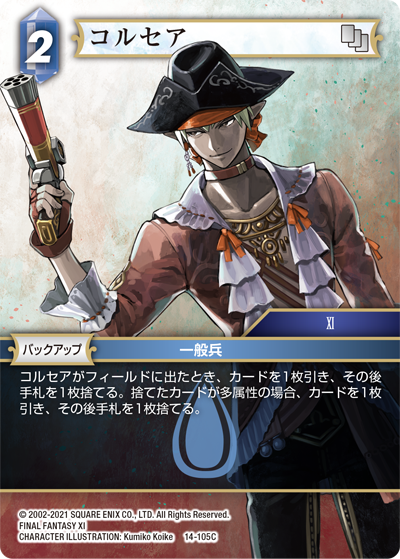 2
コルセア
XI
バックアップ
一般兵
コルセアがフィールドに出たとき、カードを1枚引き、その後
手札を1枚捨てる。捨てたカードが多属性の場合、カードを1枚
引き、その後手札を1枚捨てる。
© 2002-2021 SQUARE ENIX CO., LTD. All Rights Reserved.
FINAL FANTASY XI
CHARACTER ILLUSTRATION: Kumiko Koike 14-105C